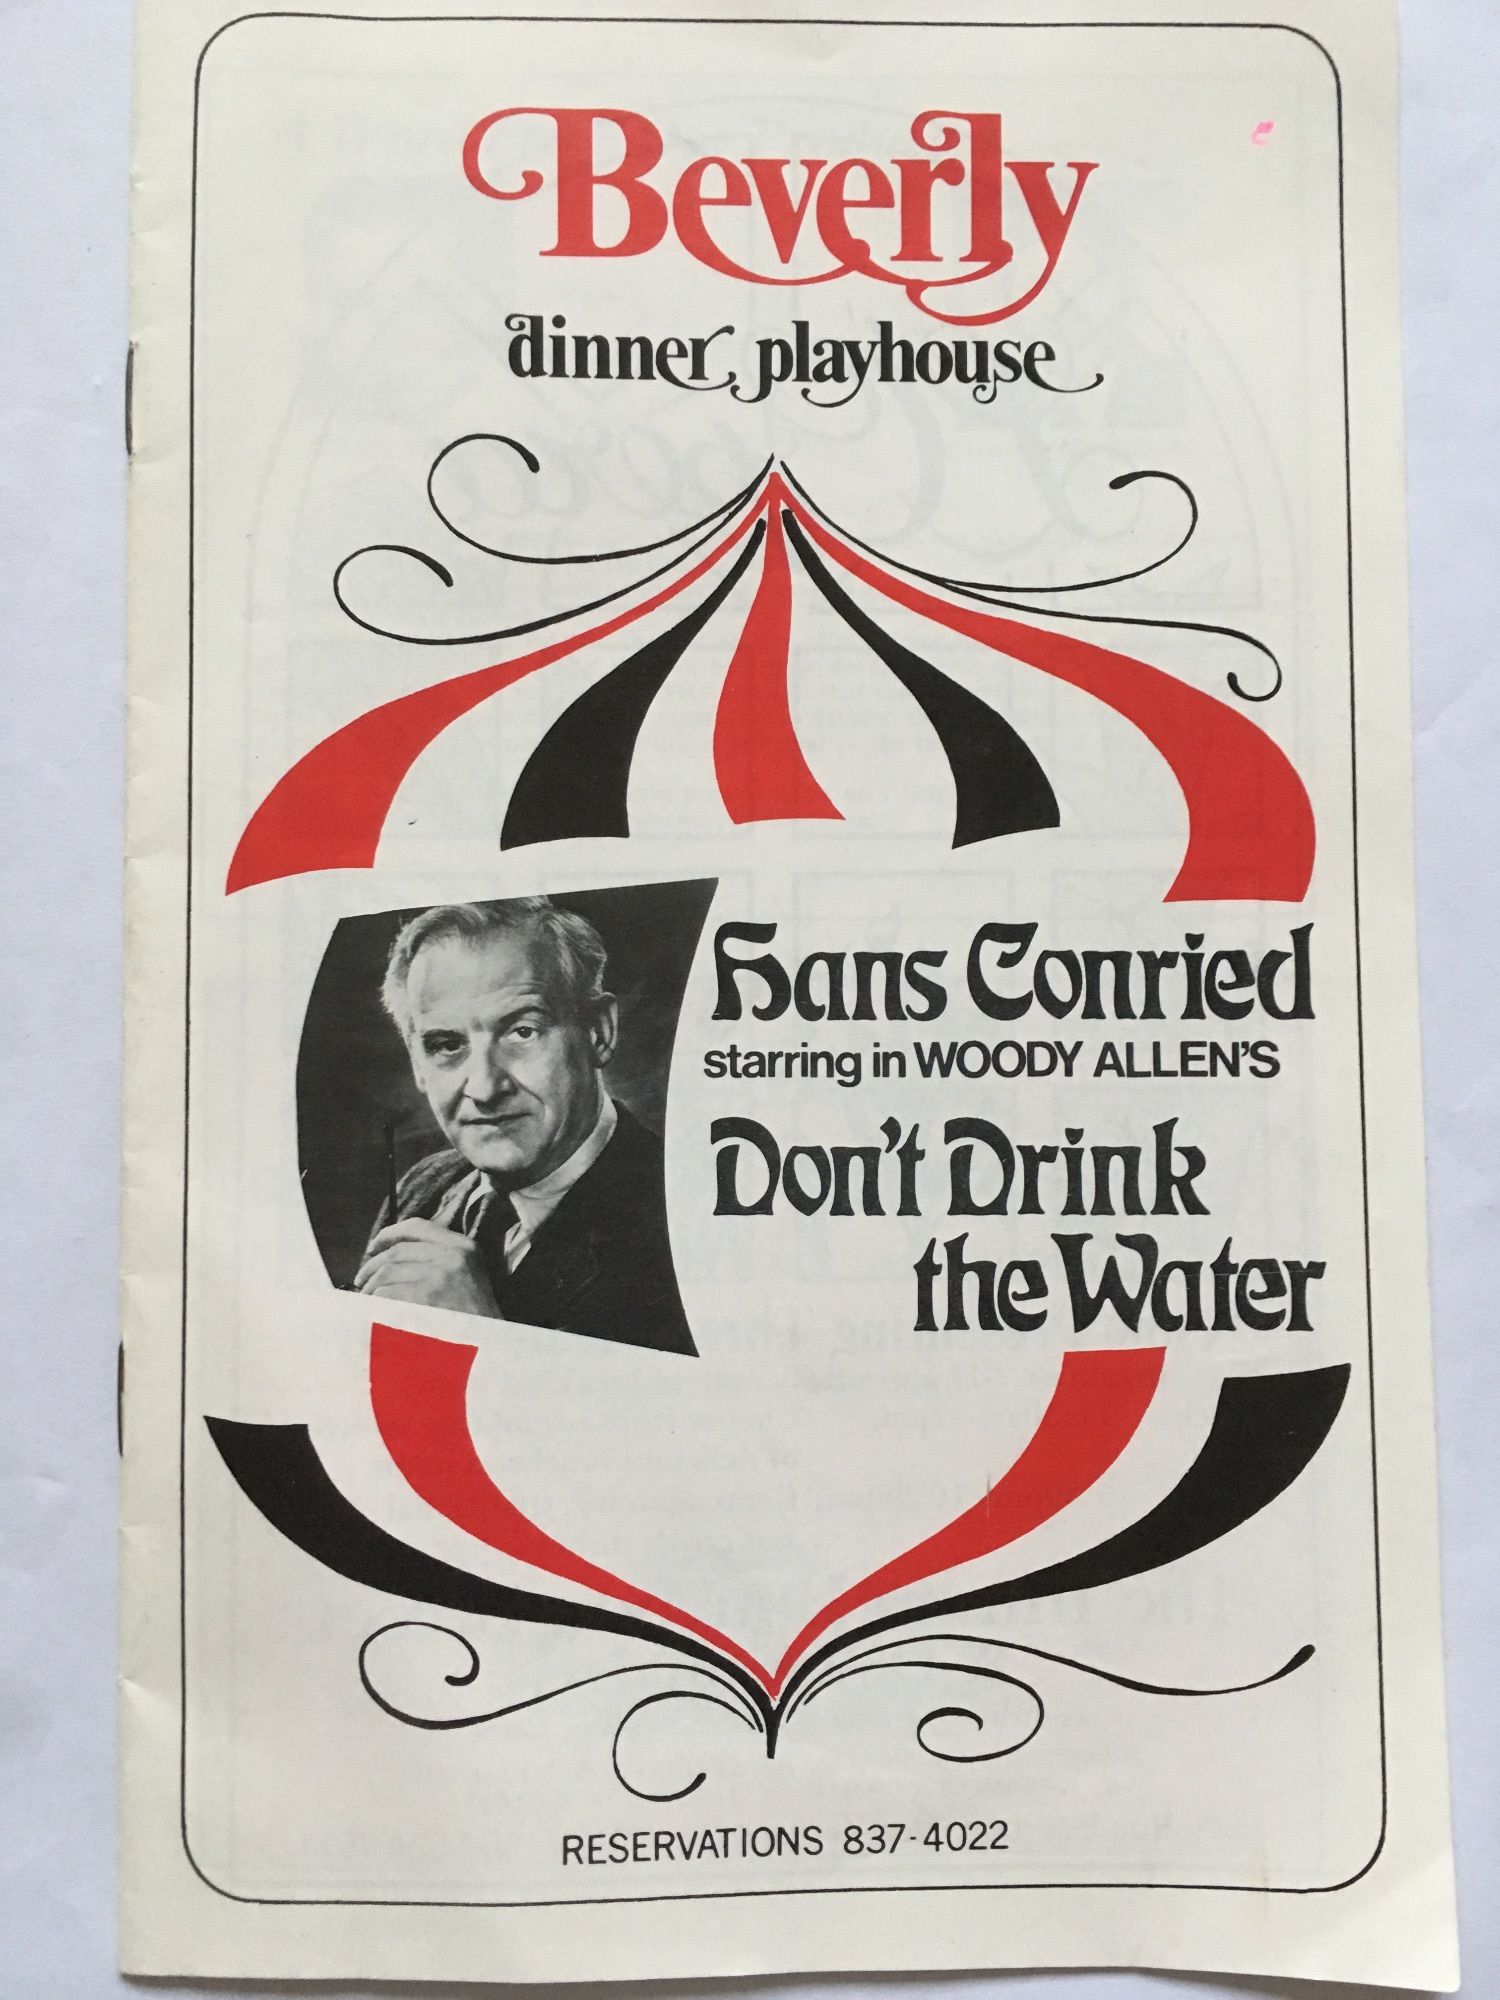 Beverly
dinner playhouse
Hans Conried
starring in WOODY ALLEN'S
Don't Drink
the Water
RESERVATIONS 837-4022